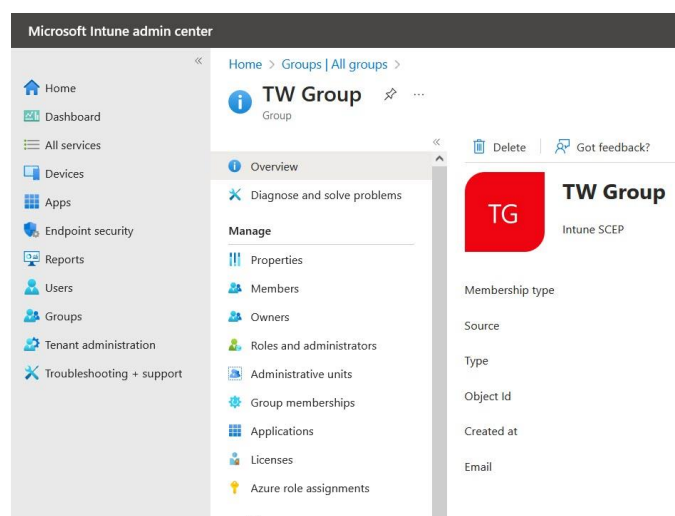 Microsoft Intune admin center
«
Home
Dashboard
All services
Devices
Apps
Endpoint security
Reports
Users
Groups
Tenant administration
Troubleshooting + support
Home > Groups | All groups >
TW Group ...
Group
«
Overview
Diagnose and solve problems
Manage
Properties
Members
Owners
Roles and administrators
Administrative units
Group memberships
Applications
Licenses
Azure role assignments
Delete
Got feedback?
TG
TW Group
Intune SCEP
Membership type
Source
Type
Object Id
Created at
Email